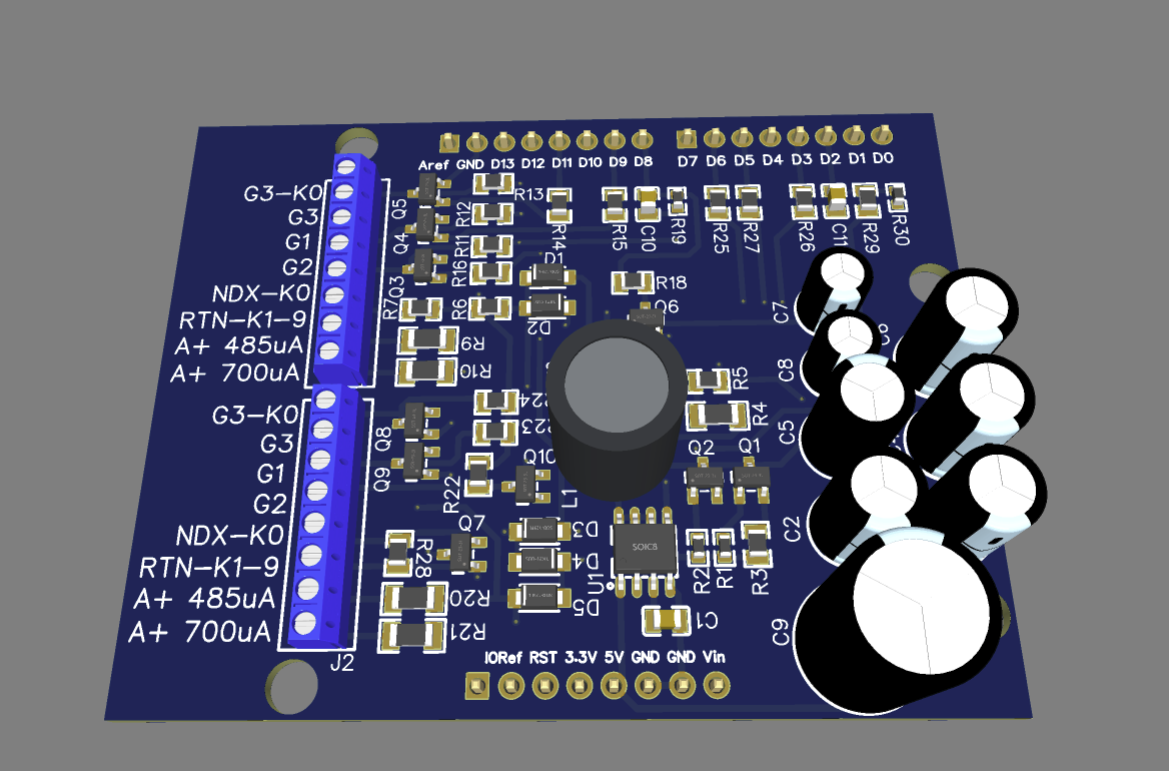 Aref GND D13 D12 D11 D10 D9 D8 D7 D6 D5 D4 D3 D2 D1 D0
G3-K0
G3
G1
G2
NDX-K0
RTN-K1-9
A+ 485uA
A+ 700uA
Q5
Q4
Q3
R13
R12
R11
R16
R7
R6
R9
R10
R14
R15
C10
R19
R25
R27
R26
R29
R30
D1
D2
R18
C7
C8
R5
R4
C5
G3-K0
G3
G1
G2
NDX-K0
RTN-K1-9
A+ 485uA
A+ 700uA
J2
Q8
Q9
R22
Q10
L1
Q2
Q1
C2
Q7
R28
R20
R21
D3
D4
D5
U1
SOIC8
R2
R1
R3
C1
C9
IORef RST 3.3V 5V GND GND Vin